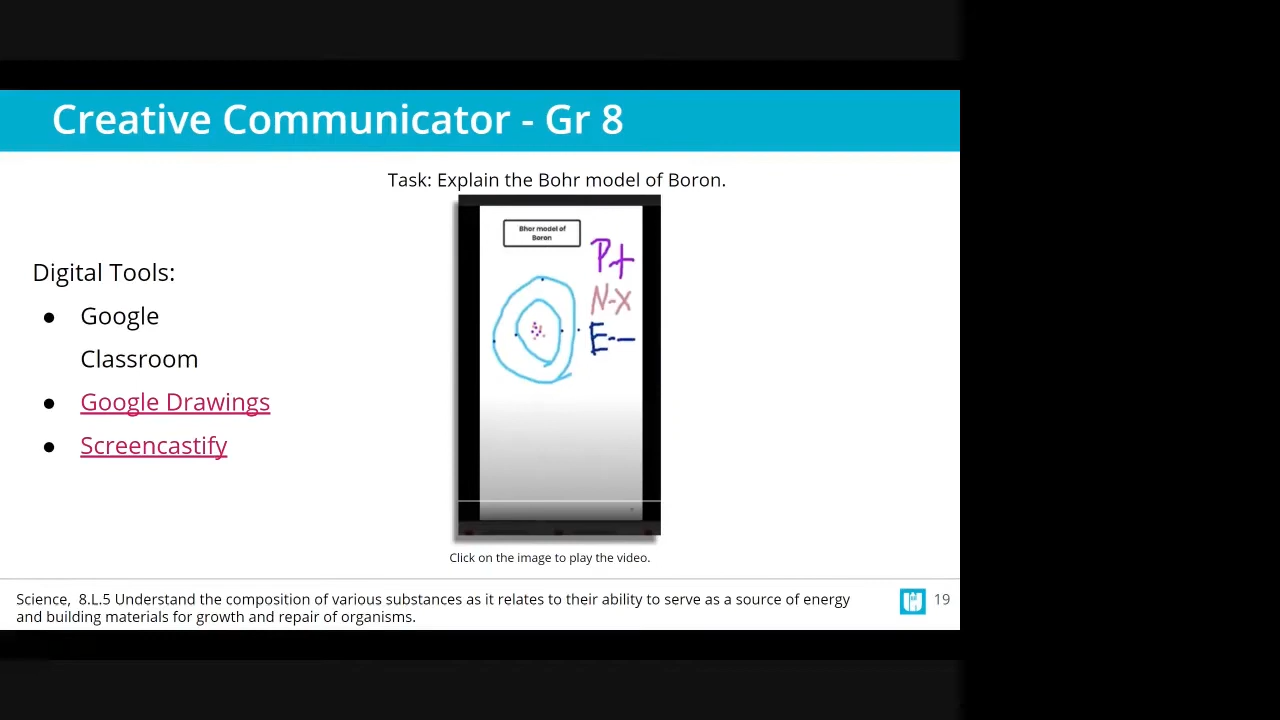 Creative Communicator - Gr 8
Task: Explain the Bohr model of Boron.
Digital Tools:
● Google
Classroom
● Google Drawings
● Screencastify
Bhor model of
Boron
P+
N-X
E--
Click on the image to play the video.
Science, 8.L.5 Understand the composition of various substances as it relates to their ability to serve as a source of energy
and building materials for growth and repair of organisms.
19